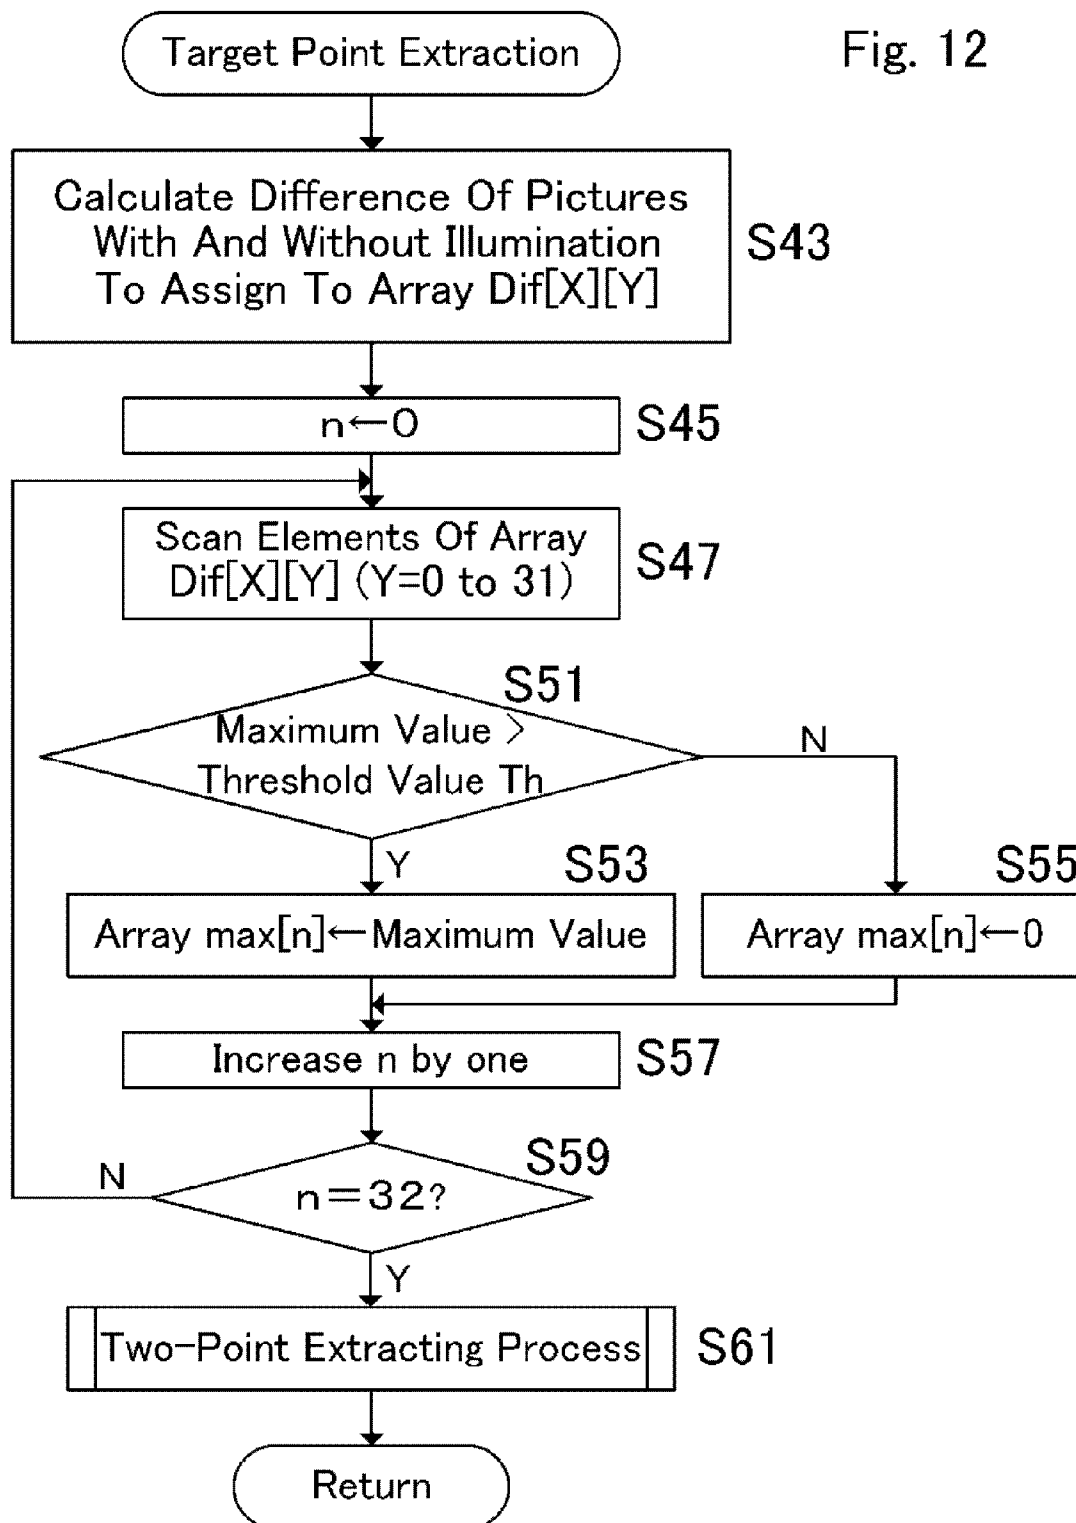 Fig. 12
Target Point Extraction
Calculate Difference Of Pictures
With And Without Illumination
To Assign To Array Dif[X][Y]
S43
n←0
S45
Scan Elements Of Array
Dif[X][Y] (Y=0 to 31)
S47
S51
Maximum Value >
Threshold Value Th
N
Y
S53
Array max[n]←Maximum Value
S55
Array max[n]←0
Increase n by one
S57
S59
n=32?
N
Y
Two-Point Extracting Process
S61
Return